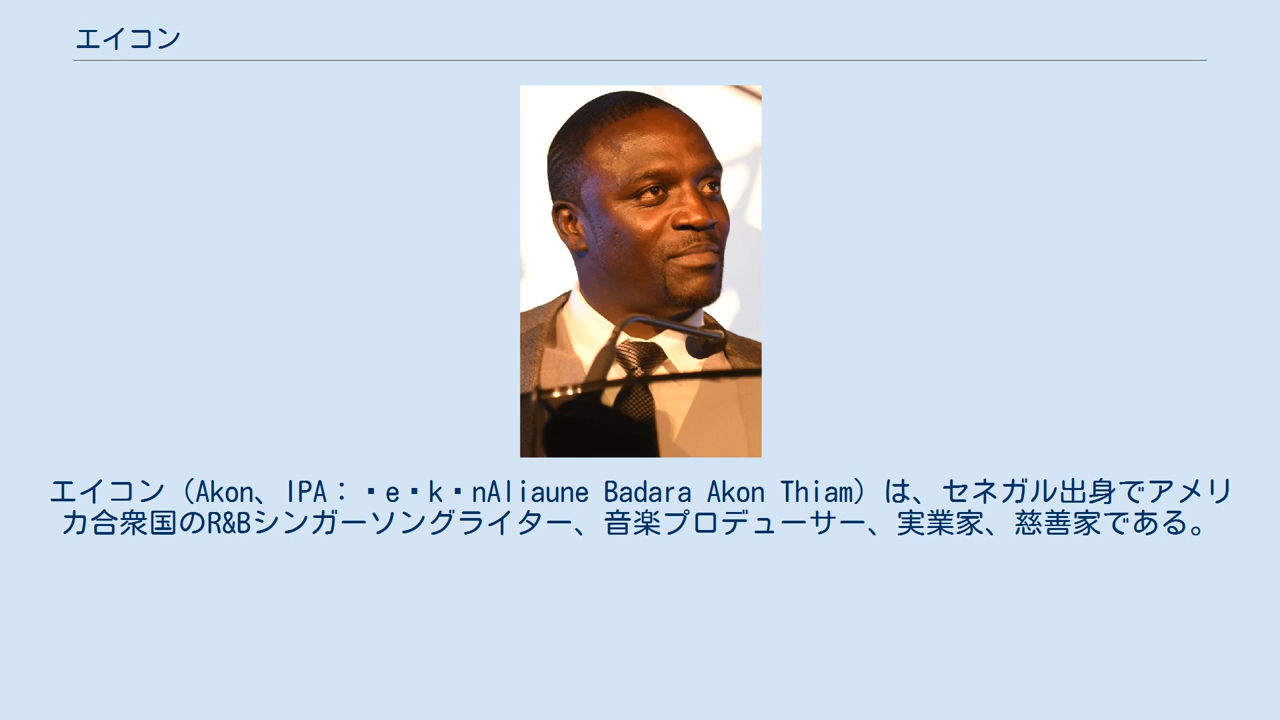 エイコン
エイコン（Akon、IPA：▪e▪k▪nAliaune Badara Akon Thiam）は、セネガル出身でアメリ
カ合衆国のR&Bシンガーソングライター、音楽プロデューサー、実業家、慈善家である。